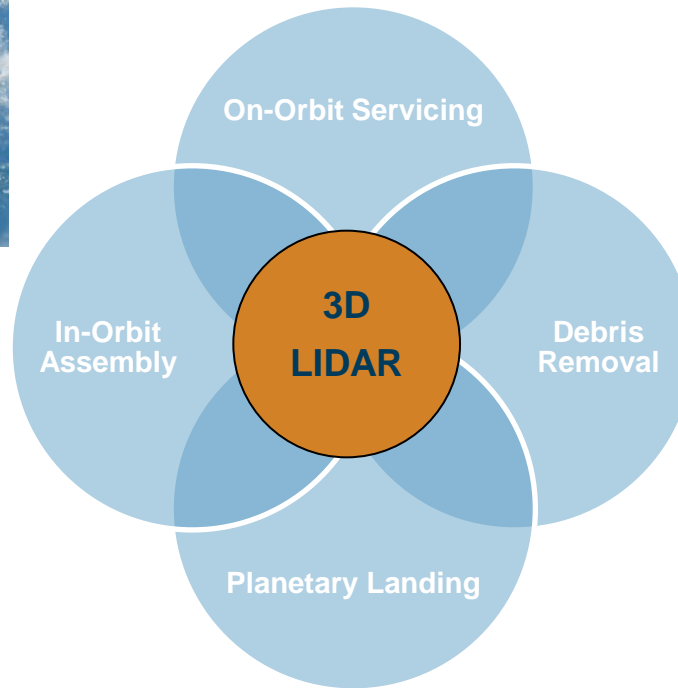 On-Orbit Servicing
3D
LIDAR
In-Orbit
Assembly
Debris
Removal
Planetary Landing